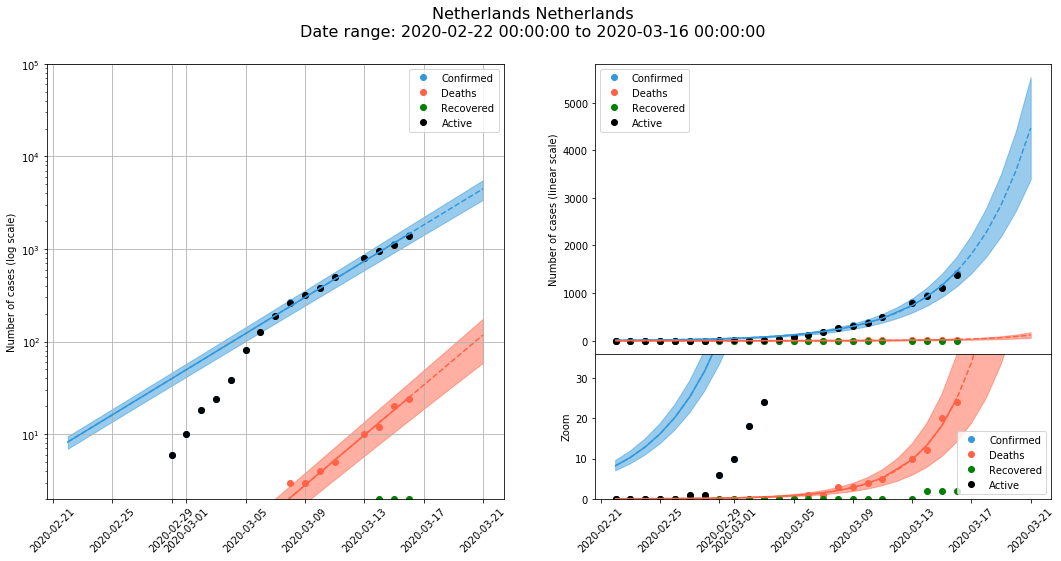 Netherlands Netherlands
Date range: 2020-02-22 00:00:00 to 2020-03-16 00:00:00
Number of cases (log scale)
10^5
10^4
10^3
10^2
10^1
Confirmed
Deaths
Recovered
Active
2020-02-21
2020-02-25
2020-02-29
2020-03-01
2020-03-05
2020-03-09
2020-03-13
2020-03-17
2020-03-21
Number of cases (linear scale)
5000
4000
3000
2000
1000
0
Confirmed
Deaths
Recovered
Active
Zoom
30
20
10
0
Confirmed
Deaths
Recovered
Active
2020-02-21
2020-02-25
2020-02-29
2020-03-01
2020-03-05
2020-03-09
2020-03-13
2020-03-17
2020-03-21